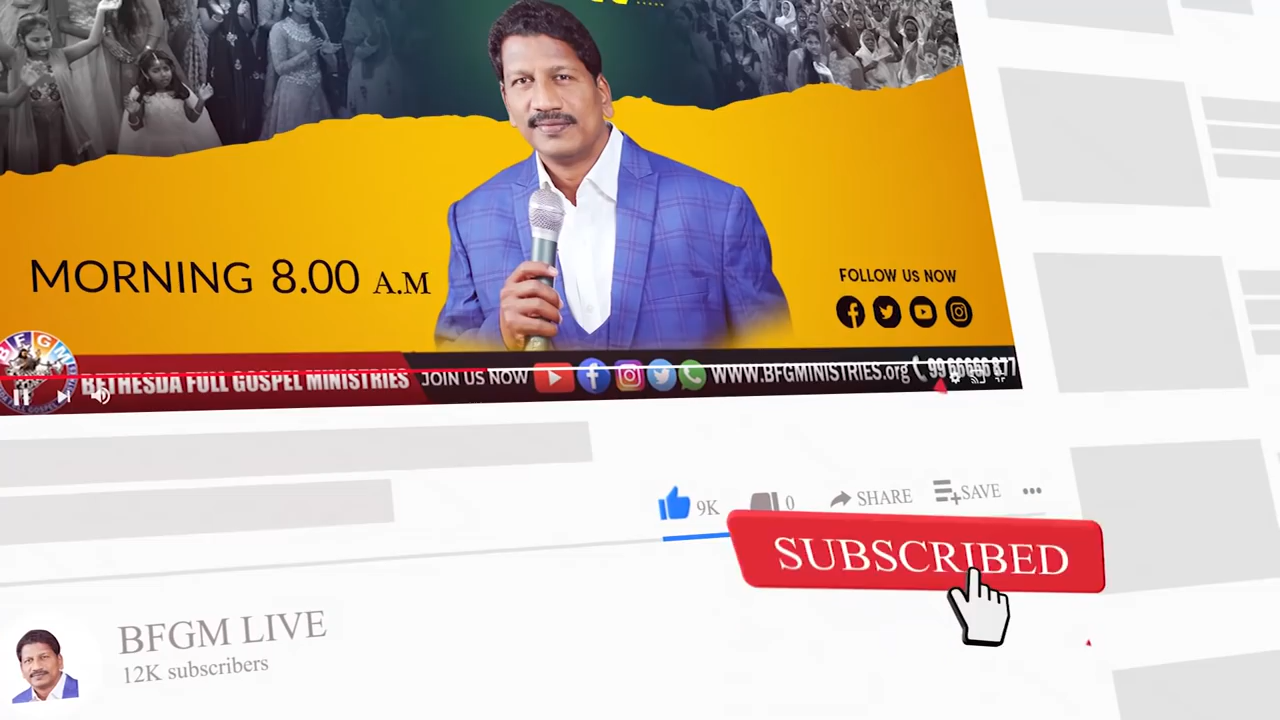 MORNING 8.00 A.M
FOLLOW US NOW
BFGM
BETHESDA FULL GOSPEL MINISTRIES JOIN US NOW WWW.BFGMINISTRIES.org
9K 0 SHARE SAVE
SUBSCRIBED
BFGM LIVE
12K subscribers